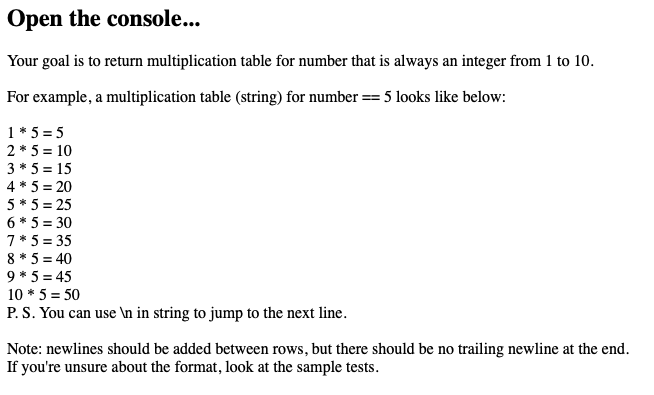 Open the console...
Your goal is to return multiplication table for number that is always an integer from 1 to 10.
For example, a multiplication table (string) for number == 5 looks like below:
1 * 5 = 5
2 * 5 = 10
3 * 5 = 15
4 * 5 = 20
5 * 5 = 25
6 * 5 = 30
7 * 5 = 35
8 * 5 = 40
9 * 5 = 45
10 * 5 = 50
P. S. You can use \n in string to jump to the next line.
Note: newlines should be added between rows, but there should be no trailing newline at the end.
If you're unsure about the format, look at the sample tests.